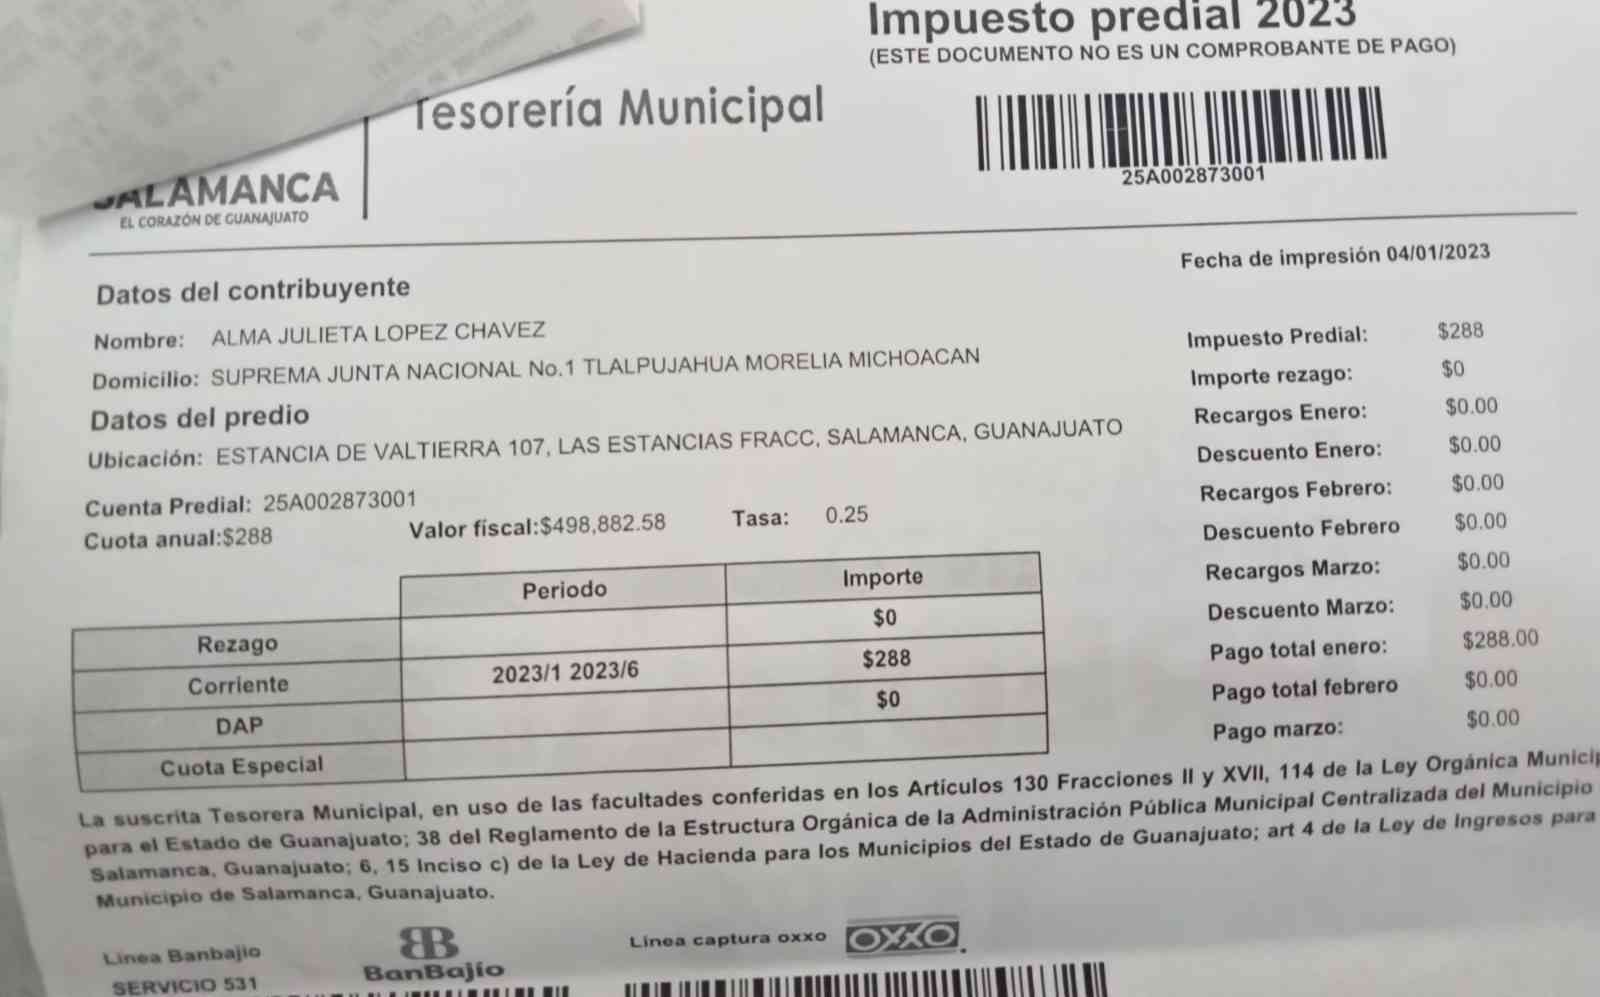 Impuesto predial 2023
(ESTE DOCUMENTO NO ES UN COMPROBANTE DE PAGO)
Tesorería Municipal
SALAMANCA
EL CORAZÓN DE GUANAJUATO
25A002873001
Fecha de impresión 04/01/2023
Datos del contribuyente
Nombre: ALMA JULIETA LOPEZ CHAVEZ
Domicilio: SUPREMA JUNTA NACIONAL No.1 TLALPUJAHUA MORELIA MICHOACAN
Datos del predio
Ubicación: ESTANCIA DE VALTIERRA 107, LAS ESTANCIAS FRACC, SALAMANCA, GUANAJUATO
Cuenta Predial: 25A002873001
Cuota anual:$288 Valor físcal:$498,882.58 Tasa: 0.25
Impuesto Predial: $288
Importe rezago: $0
Recargos Enero: $0.00
Descuento Enero: $0.00
Recargos Febrero: $0.00
Descuento Febrero $0.00
Recargos Marzo: $0.00
Descuento Marzo: $0.00
Pago total enero: $288.00
Pago total febrero $0.00
Pago marzo: $0.00
Periodo Importe
Rezago $0
Corriente 2023/1 2023/6 $288
DAP $0
Cuota Especial
La suscrita Tesorera Municipal, en uso de las facultades conferidas en los Artículos 130 Fracciones II y XVII, 114 de la Ley Orgánica Municip
para el Estado de Guanajuato; 38 del Reglamento de la Estructura Orgánica de la Administración Pública Municipal Centralizada del Municipio
Salamanca, Guanajuato; 6, 15 Inciso c) de la Ley de Hacienda para los Municipios del Estado de Guanajuato; art 4 de la Ley de Ingresos para
Municipio de Salamanca, Guanajuato.
Línea Banbajío
SERVICIO 531
BanBajío
Línea captura oxxo
OXXO